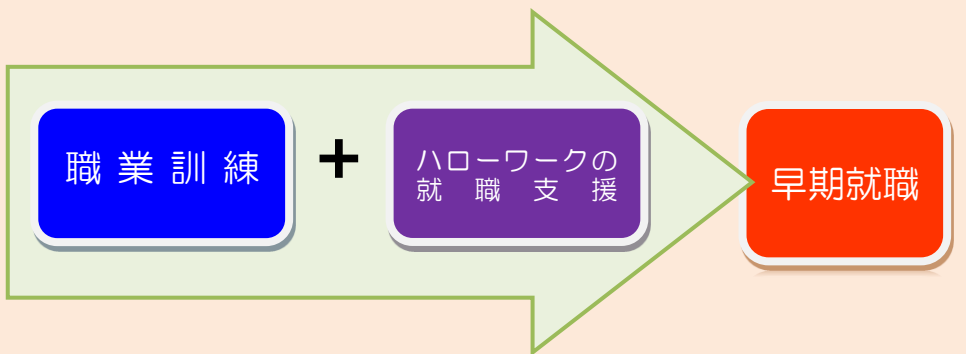 職業訓練
+
ハローワークの
就職支援
早期就職